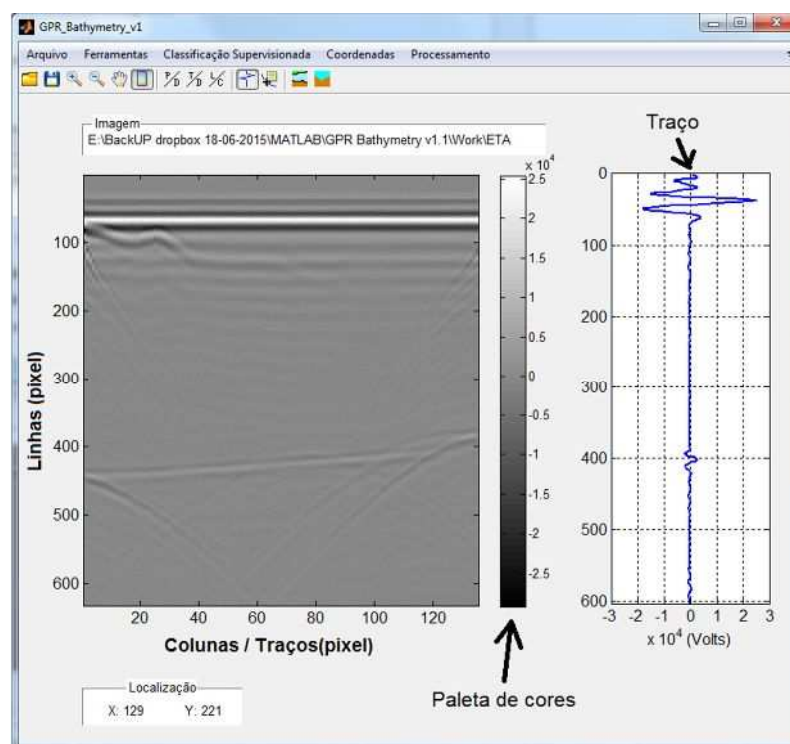 GPR_Bathymetry_v1
Arquivo Ferramentas Classificação Supervisionada Coordenadas Processamento
P/D T/D L/C
Imagem
E:\BackUP dropbox 18-06-2015\MATLAB\GPR Bathymetry v1.1\Work\ETA
Traço
x 10^4
2.5
2
1.5
1
0.5
0
-0.5
-1
-1.5
-2
-2.5
100
200
300
400
500
600
Linhas (pixel)
20 40 60 80 100 120
Colunas / Traços(pixel)
0
100
200
300
400
500
600
-3 -2 -1 0 1 2 3
x 10^4 (Volts)
Paleta de cores
Localização
X: 129 Y: 221